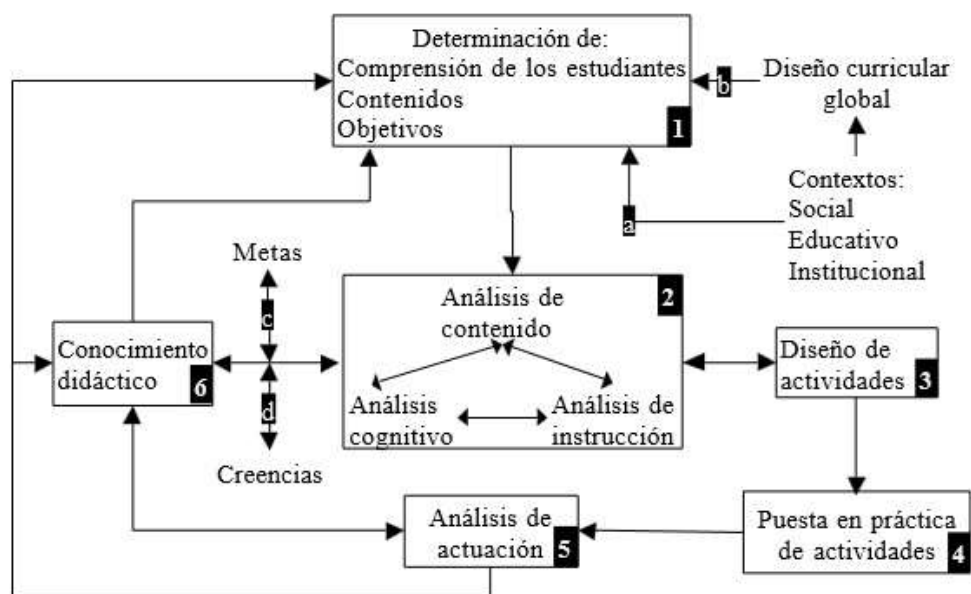 Determinación de:
Comprensión de los estudiantes
Contenidos
Objetivos
1
b
Diseño curricular
global
a
Contextos:
Social
Educativo
Institucional
Metas
c
d
Creencias
Análisis de
contenido
2
Análisis
cognitivo
Análisis de
instrucción
Conocimiento
didáctico
6
Diseño de
actividades
3
Análisis de
actuación
5
Puesta en práctica
de actividades
4